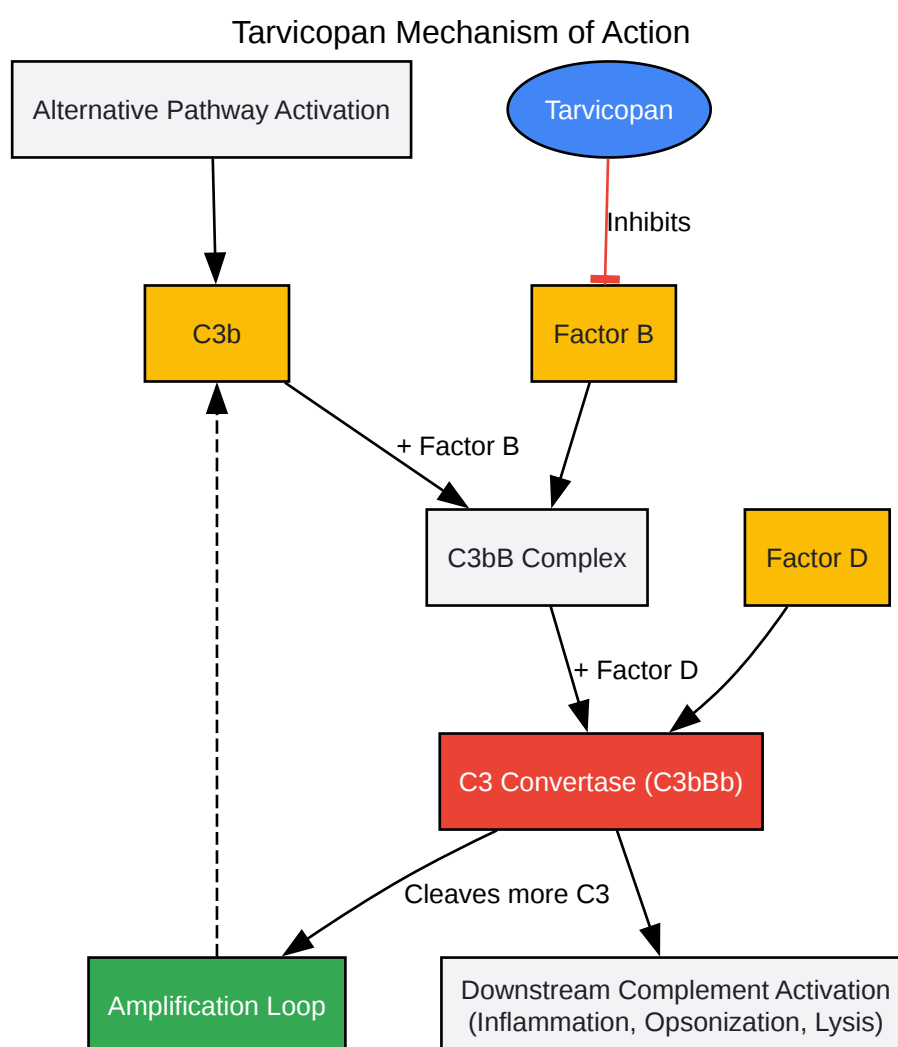 Tarvicopan Mechanism of Action
Alternative Pathway Activation
Tarvicopan
Inhibits
C3b
Factor B
+ Factor B
C3bB Complex
Factor D
+ Factor D
C3 Convertase (C3bBb)
Cleaves more C3
Amplification Loop
Downstream Complement Activation
(Inflammation, Opsonization, Lysis)